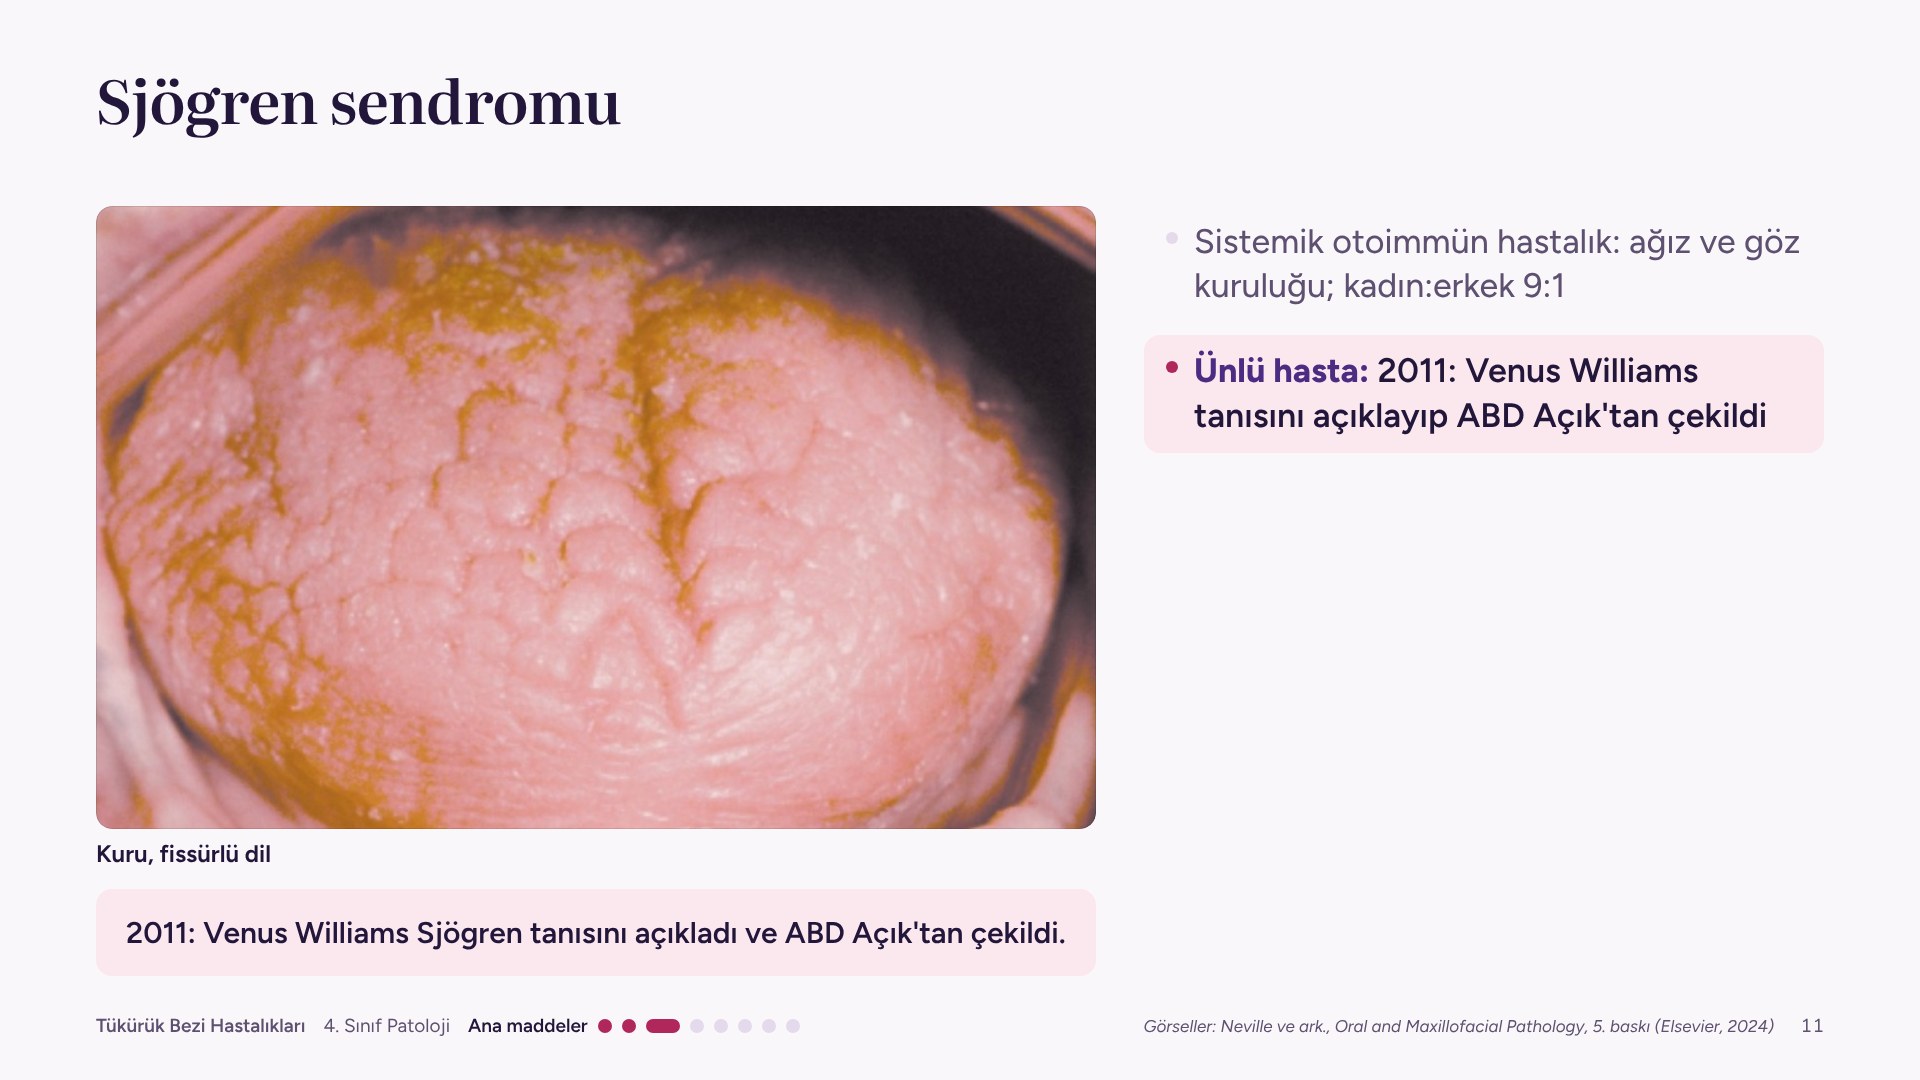 Sjögren sendromu
Sistemik otoimmün hastalık: ağız ve göz
kuruluğu; kadın:erkek 9:1
Ünlü hasta: 2011: Venus Williams
tanısını açıklayıp ABD Açık'tan çekildi
Kuru, fissürlü dil
2011: Venus Williams Sjögren tanısını açıkladı ve ABD Açık'tan çekildi.
Tükürük Bezi Hastalıkları 4. Sınıf Patoloji Ana maddeler
Görseller: Neville ve ark., Oral and Maxillofacial Pathology, 5. baskı (Elsevier, 2024) 11